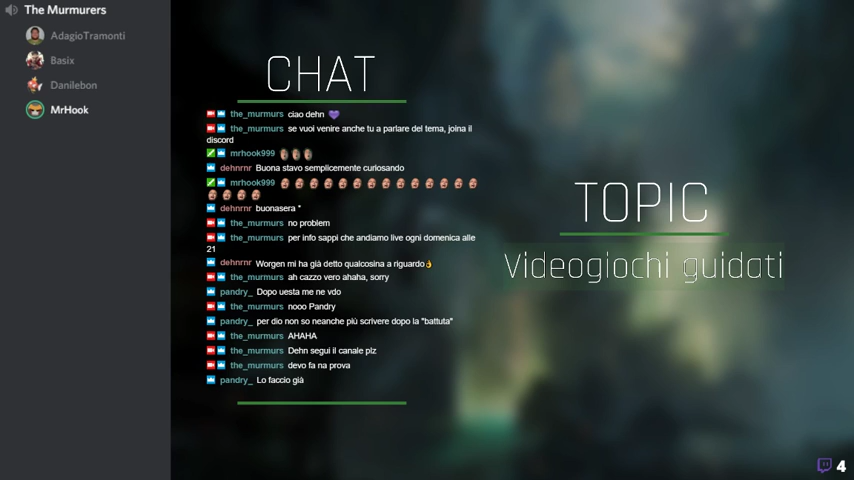 The Murmurers
AdagioTramonti
Basix
Danilebon
MrHook
CHAT
the_murmurs ciao dehn
the_murmurs se vuoi venire anche tu a parlare del tema, joina il
discord
mrhook999
dehnrnr Buona stavo semplicemente curiosando
mrhook999
dehnrnr buonasera *
the_murmurs no problem
the_murmurs per info sappi che andiamo live ogni domenica alle
21
dehnrnr Worgen mi ha già detto qualcosina a riguardo👌
the_murmurs ah cazzo vero ahaha, sorry
pandry_ Dopo uesta me ne vdo
the_murmurs nooo Pandry
pandry_ per dio non so neanche più scrivere dopo la "battuta"
the_murmurs AHAHA
the_murmurs Dehn segui il canale plz
the_murmurs devo fa na prova
pandry_ Lo faccio già
TOPIC
Videogiochi guidati
4